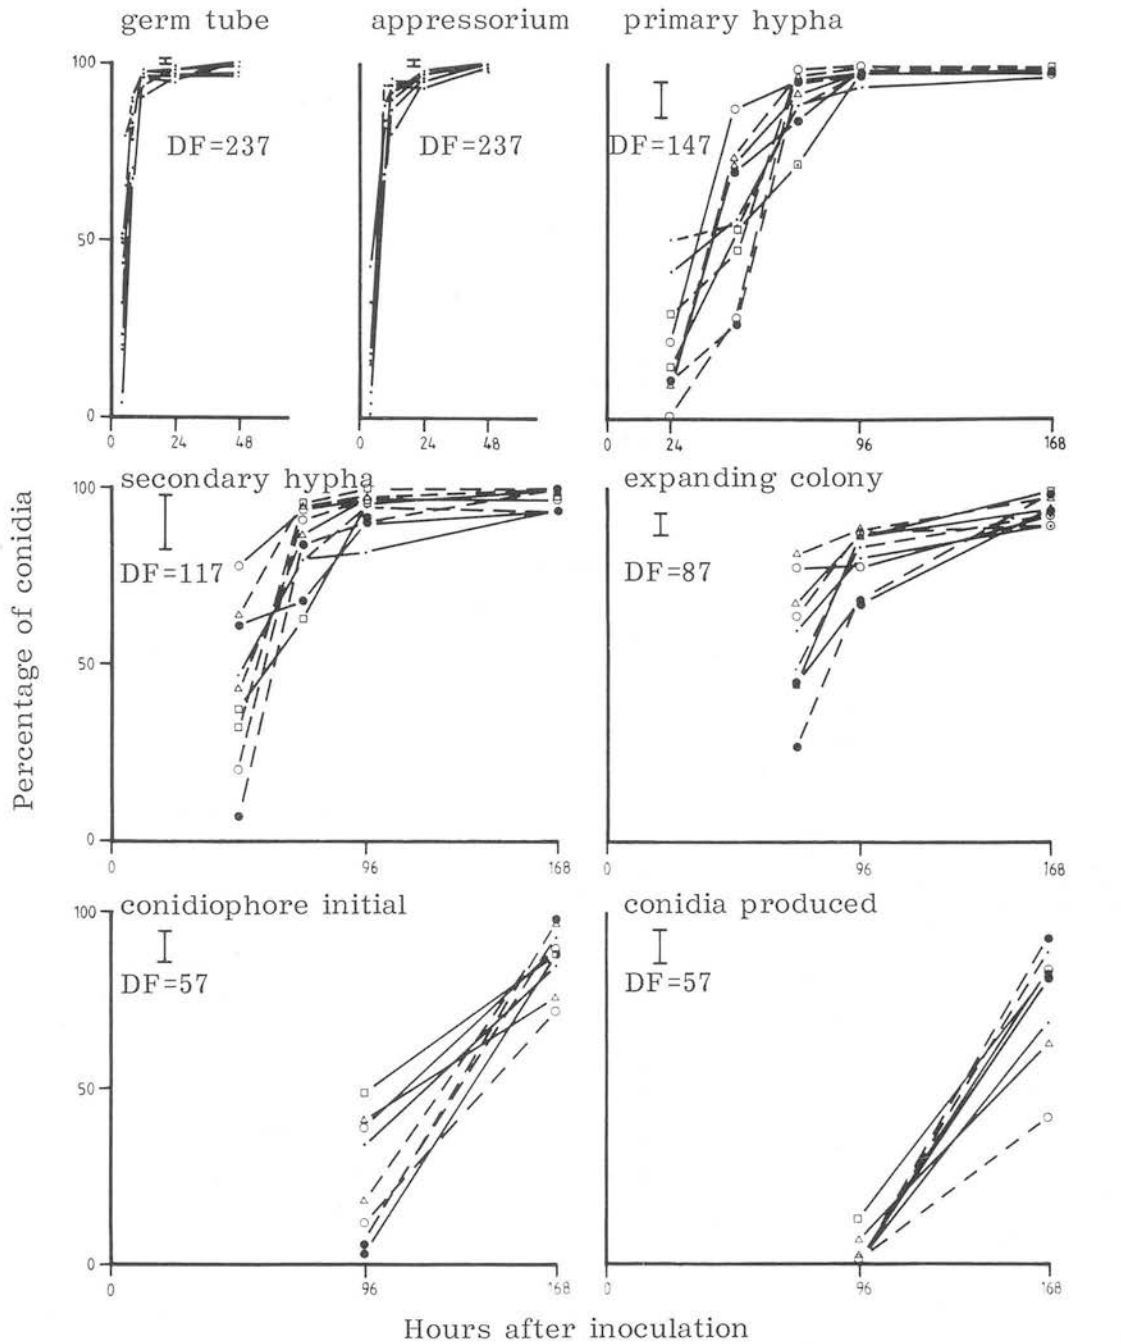 germ tube
appressorium
primary hypha
100
50
0
DF=237
0 24 48
DF=237
0 24 48
DF=147
0 24 96 168
secondary hypha
expanding colony
100
50
0
DF=117
0 96 168
DF=87
0 96 168
Percentage of conidia
conidiophore initial
conidia produced
100
50
0
DF=57
0 96 168
DF=57
0 96 168
Hours after inoculation